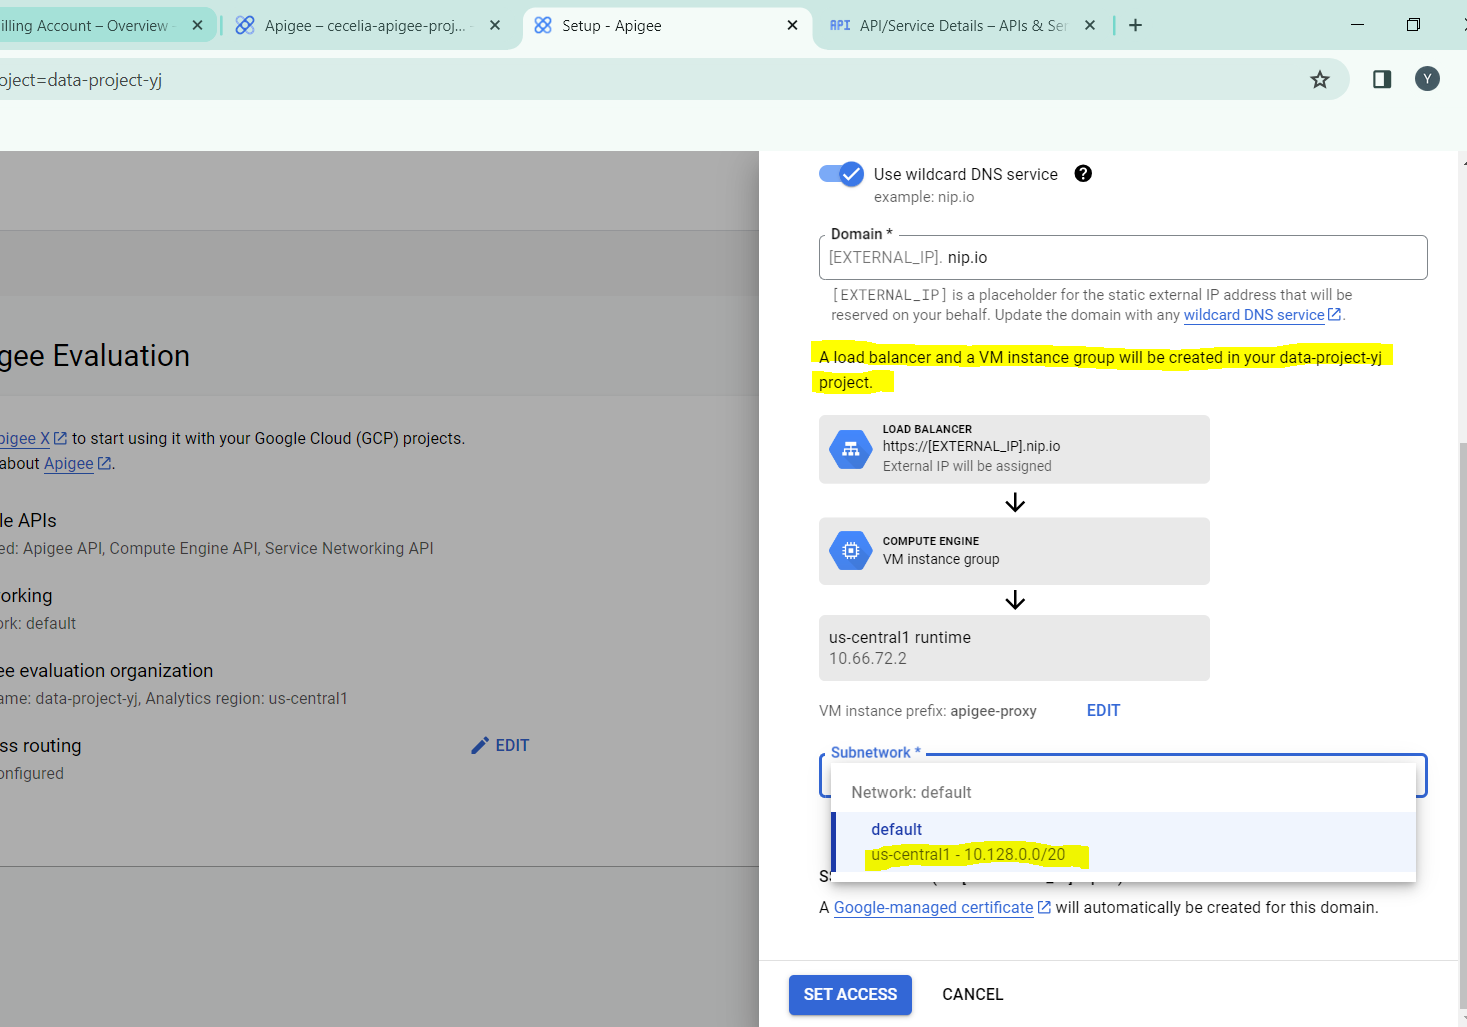 illing Account – Overview
Apigee – cecelia-apigee-proj...
Setup - Apigee
API API/Service Details – APIs & Ser
oject=data-project-yj
Y
Use wildcard DNS service
example: nip.io
Domain *
[EXTERNAL_IP]. nip.io
[EXTERNAL_IP] is a placeholder for the static external IP address that will be
reserved on your behalf. Update the domain with any wildcard DNS service.
A load balancer and a VM instance group will be created in your data-project-yj
project.
LOAD BALANCER
https://[EXTERNAL_IP].nip.io
External IP will be assigned
COMPUTE ENGINE
VM instance group
us-central1 runtime
10.66.72.2
VM instance prefix: apigee-proxy
EDIT
Subnetwork *
Network: default
default
us-central1 - 10.128.0.0/20
A Google-managed certificate will automatically be created for this domain.
SET ACCESS
CANCEL
gee Evaluation
pigee X to start using it with your Google Cloud (GCP) projects.
about Apigee.
le APIs
ed: Apigee API, Compute Engine API, Service Networking API
orking
ork: default
ee evaluation organization
ame: data-project-yj, Analytics region: us-central1
ss routing
EDIT
onfigured